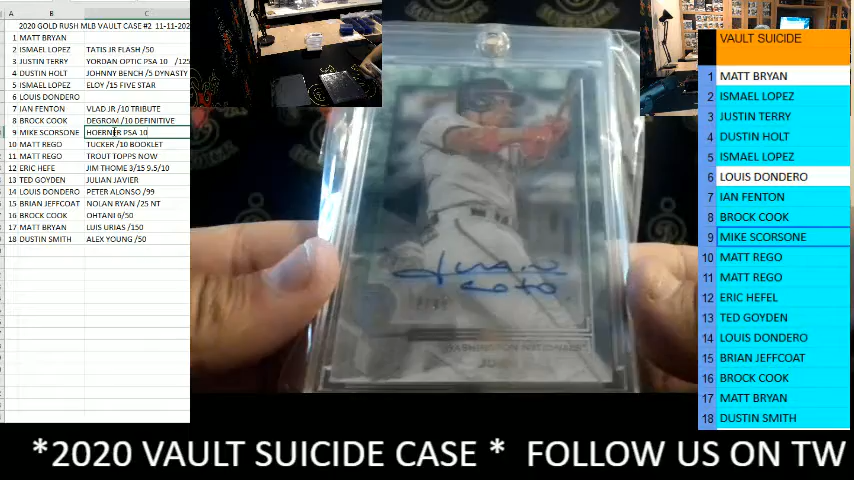 A B C
2020 GOLD RUSH MLB VAULT CASE #2 11-11-202
1 MATT BRYAN
2 ISMAEL LOPEZ TATIS JR FLASH /50
3 JUSTIN TERRY YORDAN OPTIC PSA 10 /125
4 DUSTIN HOLT JOHNNY BENCH /5 DYNASTY
5 ISMAEL LOPEZ ELOY /15 FIVE STAR
6 LOUIS DONDERO
7 IAN FENTON VLAD JR /10 TRIBUTE
8 BROCK COOK DEGROM /10 DEFINITIVE
9 MIKE SCORSONE HOERNER PSA 10
10 MATT REGO TUCKER /10 BOOKLET
11 MATT REGO TROUT TOPPS NOW
12 ERIC HEFE JIM THOME 3/15 9.5/10
13 TED GOYDEN JULIAN JAVIER
14 LOUIS DONDERO PETER ALONSO /99
15 BRIAN JEFFCOAT NOLAN RYAN /25 NT
16 BROCK COOK OHTANI 6/50
17 MATT BRYAN LUIS URIAS /150
18 DUSTIN SMITH ALEX YOUNG /50
Juan Soto
WASHINGTON NATIONALS
VAULT SUICIDE
1 MATT BRYAN
2 ISMAEL LOPEZ
3 JUSTIN TERRY
4 DUSTIN HOLT
5 ISMAEL LOPEZ
6 LOUIS DONDERO
7 IAN FENTON
8 BROCK COOK
9 MIKE SCORSONE
10 MATT REGO
11 MATT REGO
12 ERIC HEFEL
13 TED GOYDEN
14 LOUIS DONDERO
15 BRIAN JEFFCOAT
16 BROCK COOK
17 MATT BRYAN
18 DUSTIN SMITH
*2020 VAULT SUICIDE CASE * FOLLOW US ON TW